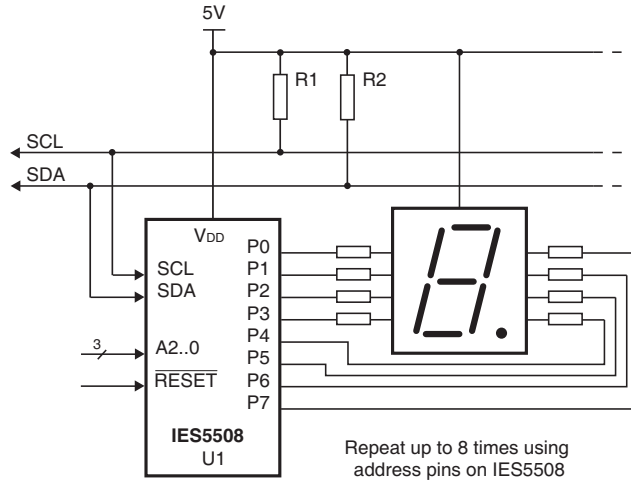 5V
R1
R2
SCL
SDA
VDD
P0
SCL
P1
SDA
P2
P3
P4
3
A2..0
P5
RESET
P6
P7
IES5508
U1
Repeat up to 8 times using
address pins on IES5508